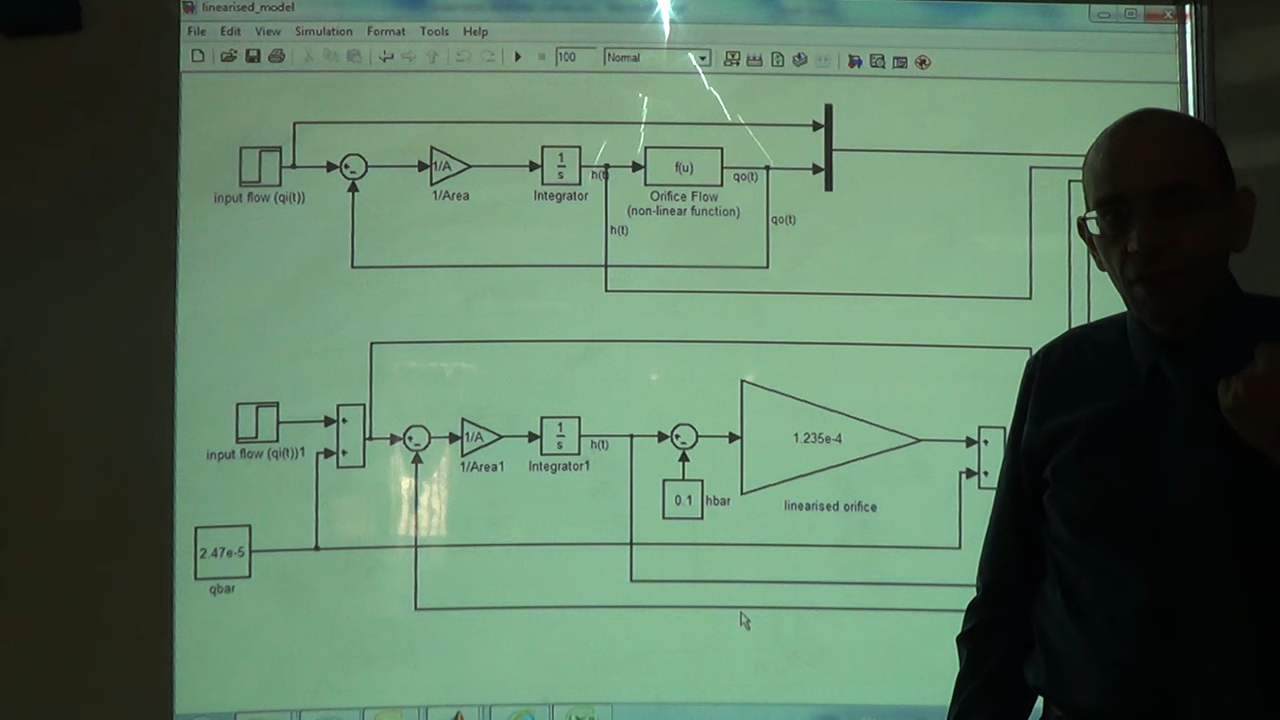 linearised_model
File Edit View Simulation Format Tools Help
100 Normal
input flow (qi(t))
1/A
1/Area
1
s
Integrator
h(t)
f(u)
Orifice Flow
(non-linear function)
qo(t)
qo(t)
h(t)
input flow (qi(t))1
1/A
1/Area1
1
s
Integrator1
h(t)
0.1 hbar
1.235e-4
linearised orifice
2.47e-5
qbar